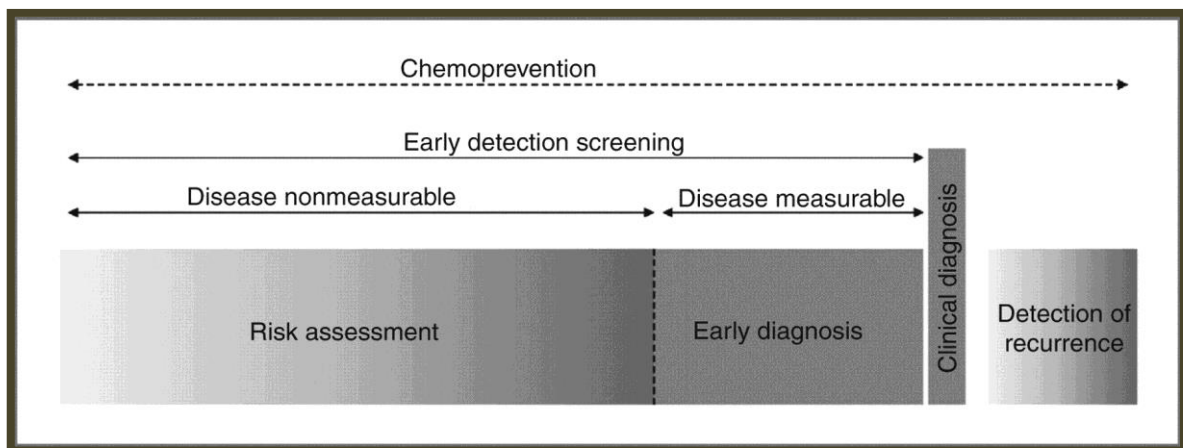 Chemoprevention
Early detection screening
Disease nonmeasurable
Disease measurable
Risk assessment
Early diagnosis
Clinical diagnosis
Detection of
recurrence